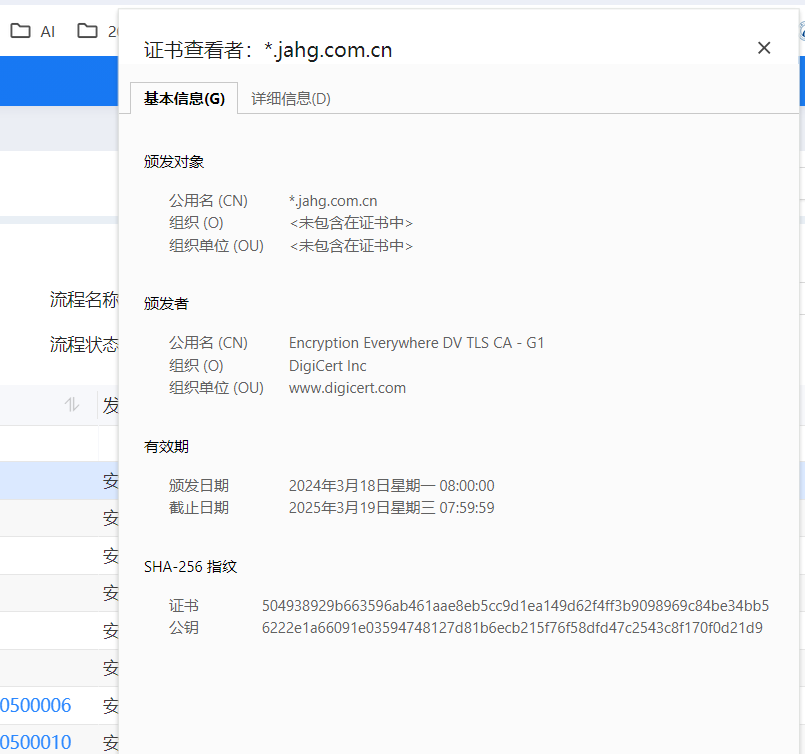 AI
证书查看者：*.jahg.com.cn
基本信息(G) 详细信息(D)
颁发对象
公用名 (CN) *.jahg.com.cn
组织 (O) <未包含在证书中>
组织单位 (OU) <未包含在证书中>
流程名称
颁发者
流程状态
公用名 (CN) Encryption Everywhere DV TLS CA - G1
组织 (O) DigiCert Inc
组织单位 (OU) www.digicert.com
发
有效期
安
颁发日期 2024年3月18日星期一 08:00:00
截止日期 2025年3月19日星期三 07:59:59
安
安
SHA-256 指纹
安
证书 504938929b663596ab461aae8eb5cc9d1ea149d62f4ff3b9098969c84be34bb5
公钥 6222e1a66091e03594748127d81b6ecb215f76f58dfd47c2543c8f170f0d21d9
安
安
0500006 安
0500010 安